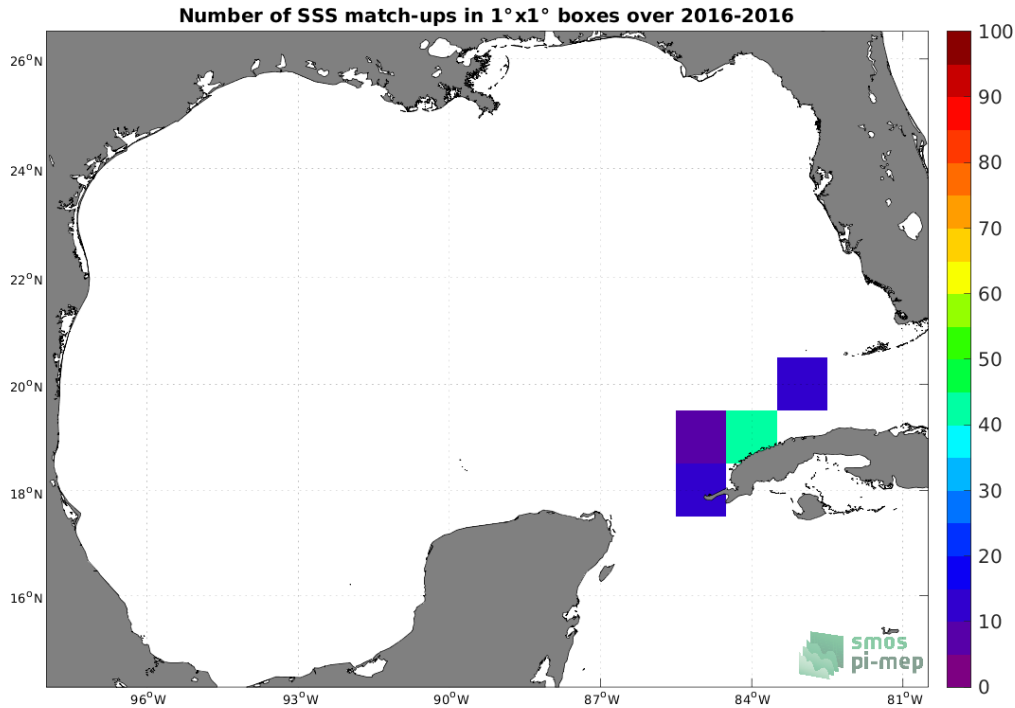 Number of SSS match-ups in 1°x1° boxes over 2016-2016
26°N
24°N
22°N
20°N
18°N
16°N
96°W
93°W
90°W
87°W
84°W
81°W
100
90
80
70
60
50
40
30
20
10
0
smos
pi-mep